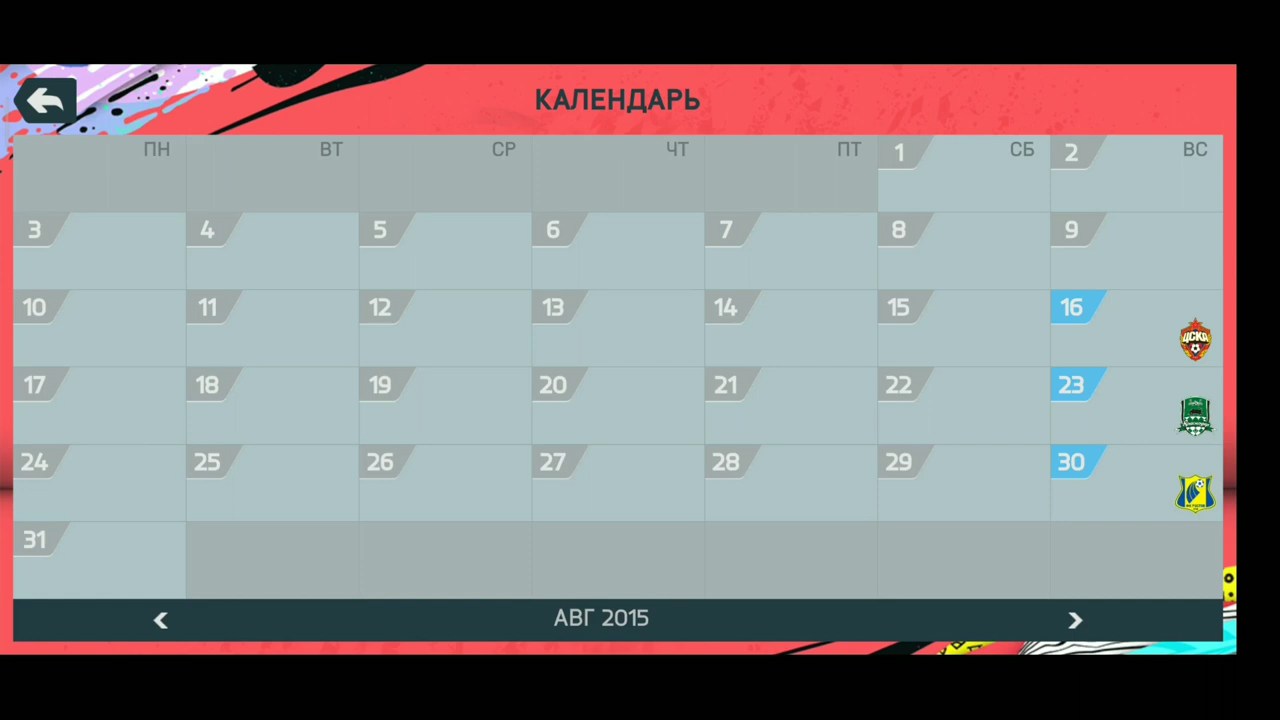 КАЛЕНДАРЬ
ПН ВТ СР ЧТ ПТ 1 СБ 2 ВС
3 4 5 6 7 8 9
10 11 12 13 14 15 16
ЦСКА
17 18 19 20 21 22 23
Краснодар
24 25 26 27 28 29 30
31
АВГ 2015